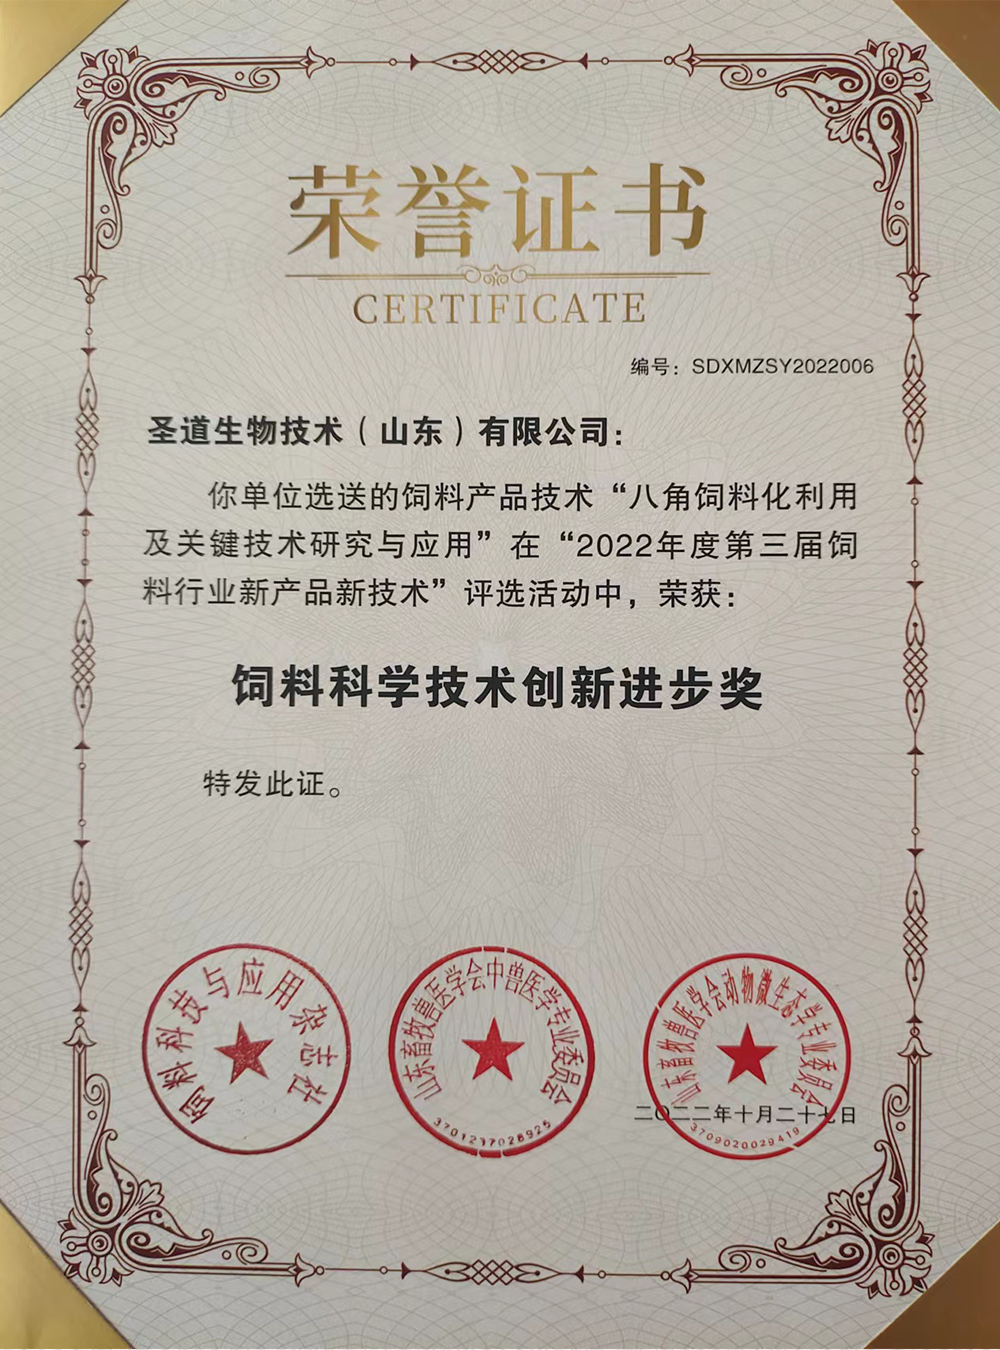 荣誉证书
CERTIFICATE
编号：SDXMZSY2022006
圣道生物技术（山东）有限公司：
你单位选送的饲料产品技术“八角饲料化利用
及关键技术研究与应用”在“2022年度第三届饲
料行业新产品新技术”评选活动中，荣获：
饲料科学技术创新进步奖
特发此证。
饲料科技与应用杂志社
山东畜牧兽医学会中兽医学专业委员会
3701217028925
山东畜牧兽医学会动物微生态学专业委员会
3709020029419
二〇二二年十月二十七日